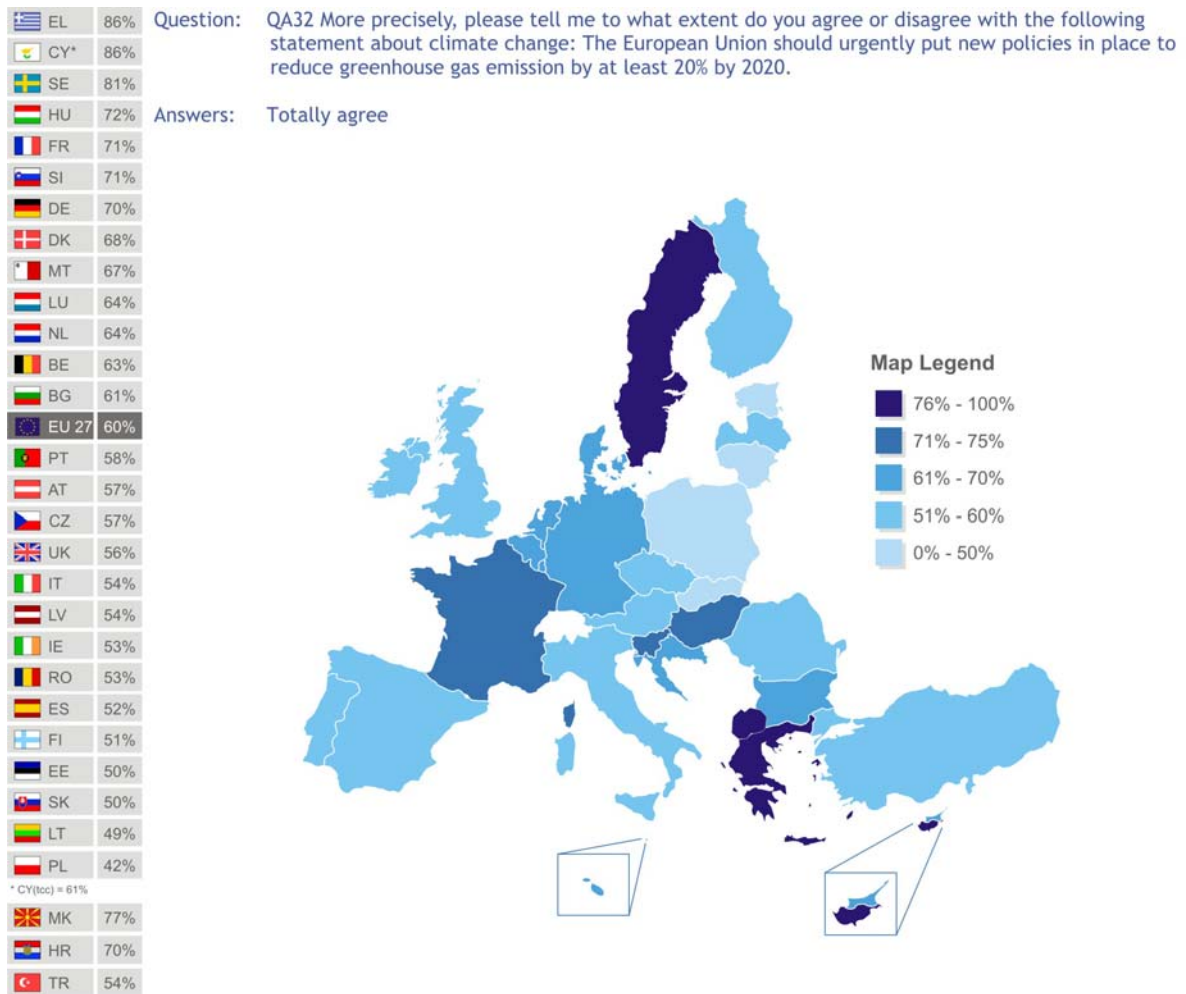 Question: QA32 More precisely, please tell me to what extent do you agree or disagree with the following
statement about climate change: The European Union should urgently put new policies in place to
reduce greenhouse gas emission by at least 20% by 2020.
Answers: Totally agree
EL 86%
CY* 86%
SE 81%
HU 72%
FR 71%
SI 71%
DE 70%
DK 68%
MT 67%
LU 64%
NL 64%
BE 63%
BG 61%
EU 27 60%
PT 58%
AT 57%
CZ 57%
UK 56%
IT 54%
LV 54%
IE 53%
RO 53%
ES 52%
FI 51%
EE 50%
SK 50%
LT 49%
PL 42%
* CY(tcc) = 61%
MK 77%
HR 70%
TR 54%
Map Legend
76% - 100%
71% - 75%
61% - 70%
51% - 60%
0% - 50%